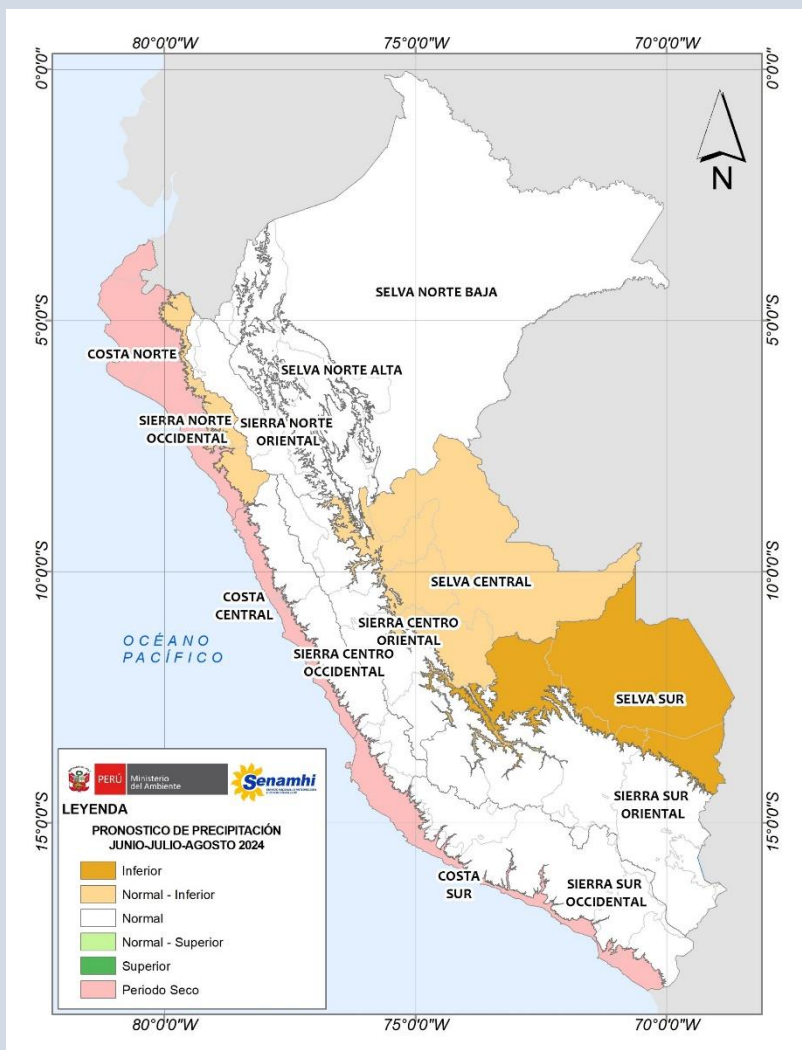 80°0'0"W 75°0'0"W 70°0'0"W
0°0'0" 0°0'0"
N
SELVA NORTE BAJA
5°0'0"S 5°0'0"S
COSTA NORTE
SELVA NORTE ALTA
SIERRA NORTE
OCCIDENTAL
SIERRA NORTE
ORIENTAL
10°0'0"S 10°0'0"S
SELVA CENTRAL
COSTA
CENTRAL
SIERRA CENTRO
ORIENTAL
OCÉANO
PACÍFICO
SIERRA CENTRO
OCCIDENTAL
SELVA SUR
PERÚ
Ministerio
del Ambiente
Senamhi
LEYENDA
PRONOSTICO DE PRECIPITACIÓN
JUNIO-JULIO-AGOSTO 2024
Inferior
Normal - Inferior
Normal
Normal - Superior
Superior
Periodo Seco
SIERRA SUR
ORIENTAL
15°0'0"S 15°0'0"S
COSTA
SUR
SIERRA SUR
OCCIDENTAL
80°0'0"W 75°0'0"W 70°0'0"W